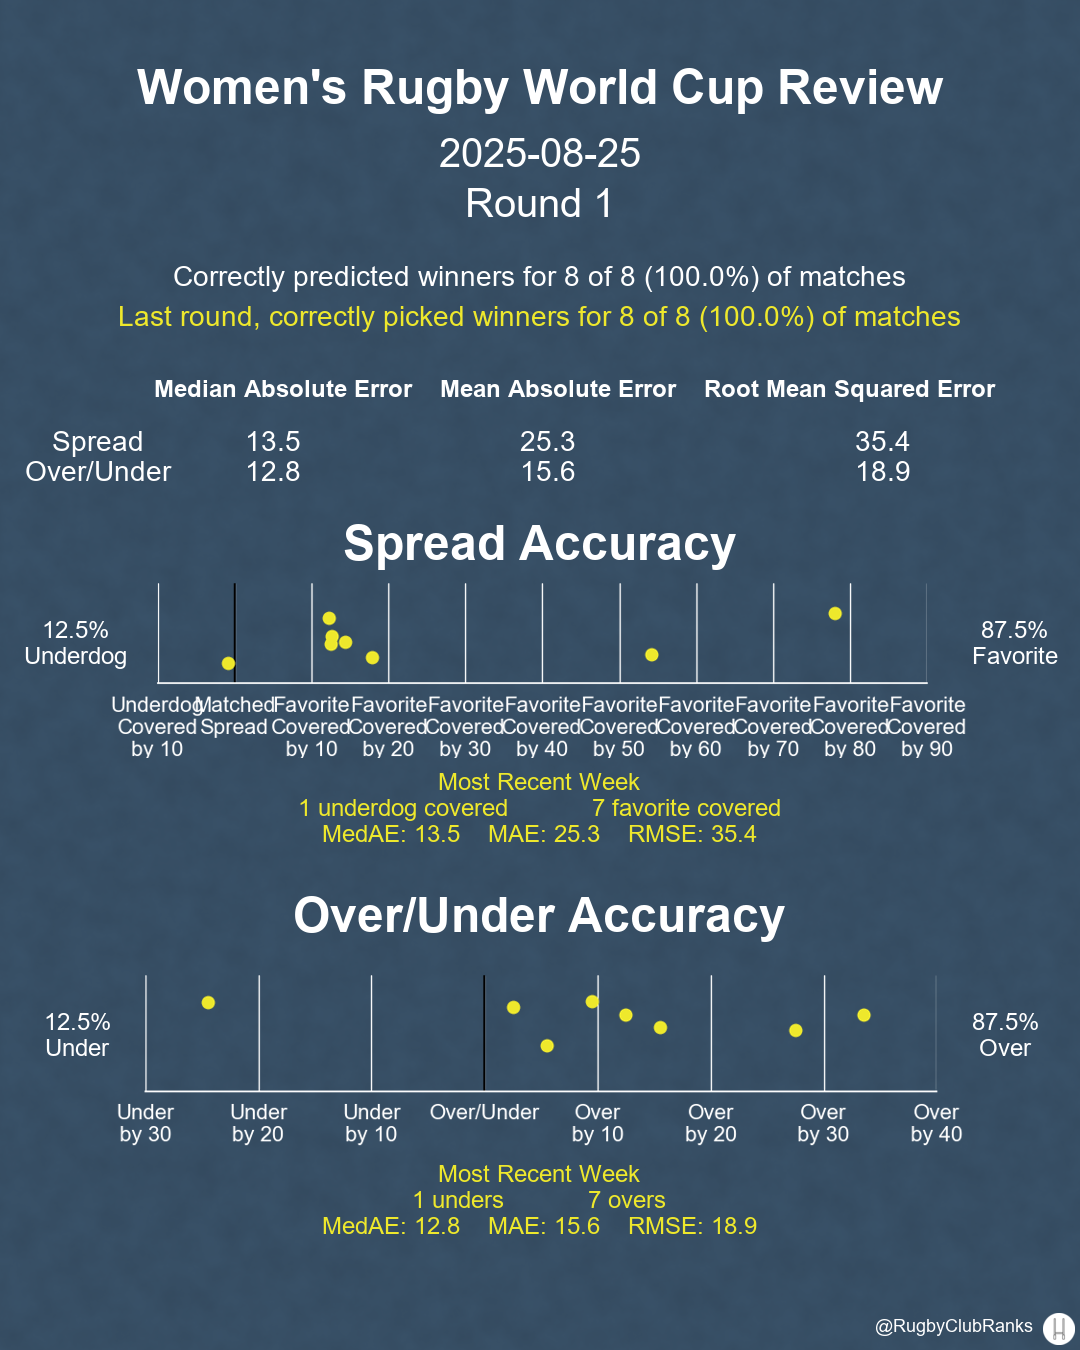 Women's Rugby World Cup Review
2025-08-25
Round 1
Correctly predicted winners for 8 of 8 (100.0%) of matches
Last round, correctly picked winners for 8 of 8 (100.0%) of matches
Median Absolute Error Mean Absolute Error Root Mean Squared Error
Spread 13.5 25.3 35.4
Over/Under 12.8 15.6 18.9
Spread Accuracy
12.5% 87.5%
Underdog Favorite
Underdog Matched Favorite Favorite Favorite Favorite Favorite Favorite Favorite Favorite Favorite
Covered Spread Covered Covered Covered Covered Covered Covered Covered Covered Covered
by 10 by 10 by 20 by 30 by 40 by 50 by 60 by 70 by 80 by 90
Most Recent Week
1 underdog covered 7 favorite covered
MedAE: 13.5 MAE: 25.3 RMSE: 35.4
Over/Under Accuracy
12.5% 87.5%
Under Over
Under Under Under Over/Under Over Over Over Over
by 30 by 20 by 10 by 10 by 20 by 30 by 40
Most Recent Week
1 unders 7 overs
MedAE: 12.8 MAE: 15.6 RMSE: 18.9
@RugbyClubRanks